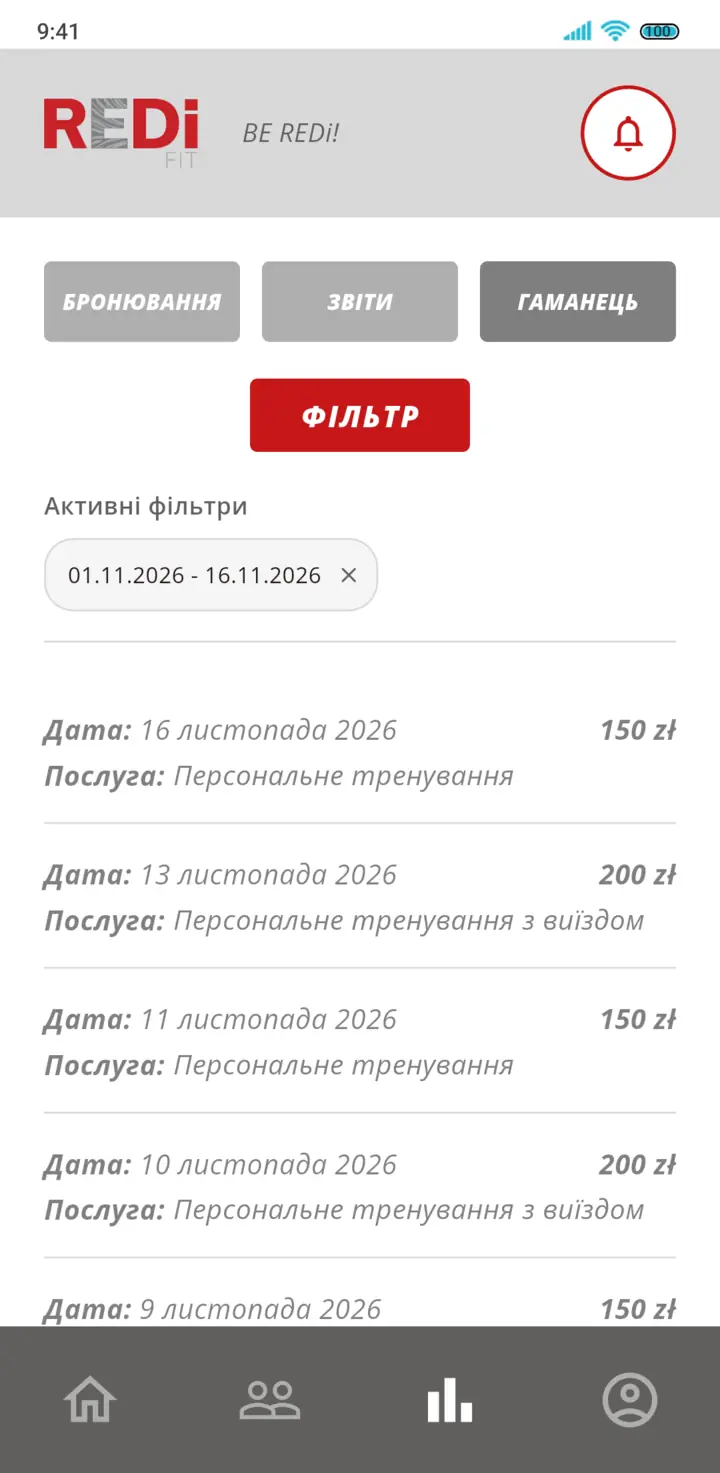 9:41
100
REDi
FIT
BE REDi!
БРОНЮВАННЯ
ЗВІТИ
ГАМАНЕЦЬ
ФІЛЬТР
Активні фільтри
01.11.2026 - 16.11.2026
Дата: 16 листопада 2026
150 zł
Послуга: Персональне тренування
Дата: 13 листопада 2026
200 zł
Послуга: Персональне тренування з виїздом
Дата: 11 листопада 2026
150 zł
Послуга: Персональне тренування
Дата: 10 листопада 2026
200 zł
Послуга: Персональне тренування з виїздом
Дата: 9 листопада 2026
150 zł